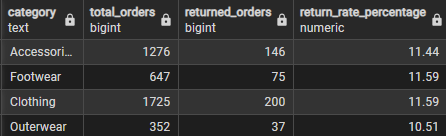 category total_orders returned_orders return_rate_percentage
text bigint bigint numeric
Accessori... 1276 146 11.44
Footwear 647 75 11.59
Clothing 1725 200 11.59
Outerwear 352 37 10.51